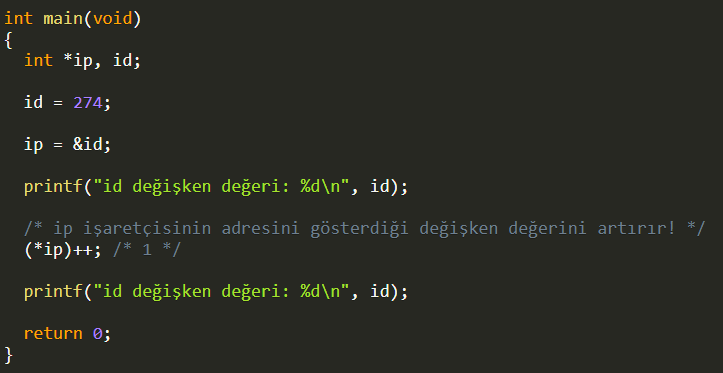 int main(void)
{
  int *ip, id;
  id = 274;
  ip = &id;
  printf("id değişken değeri: %d\n", id);
  /* ip işaretçisinin adresini gösterdiği değişken değerini artırır! */
  (*ip)++; /* 1 */
  printf("id değişken değeri: %d\n", id);
  return 0;
}